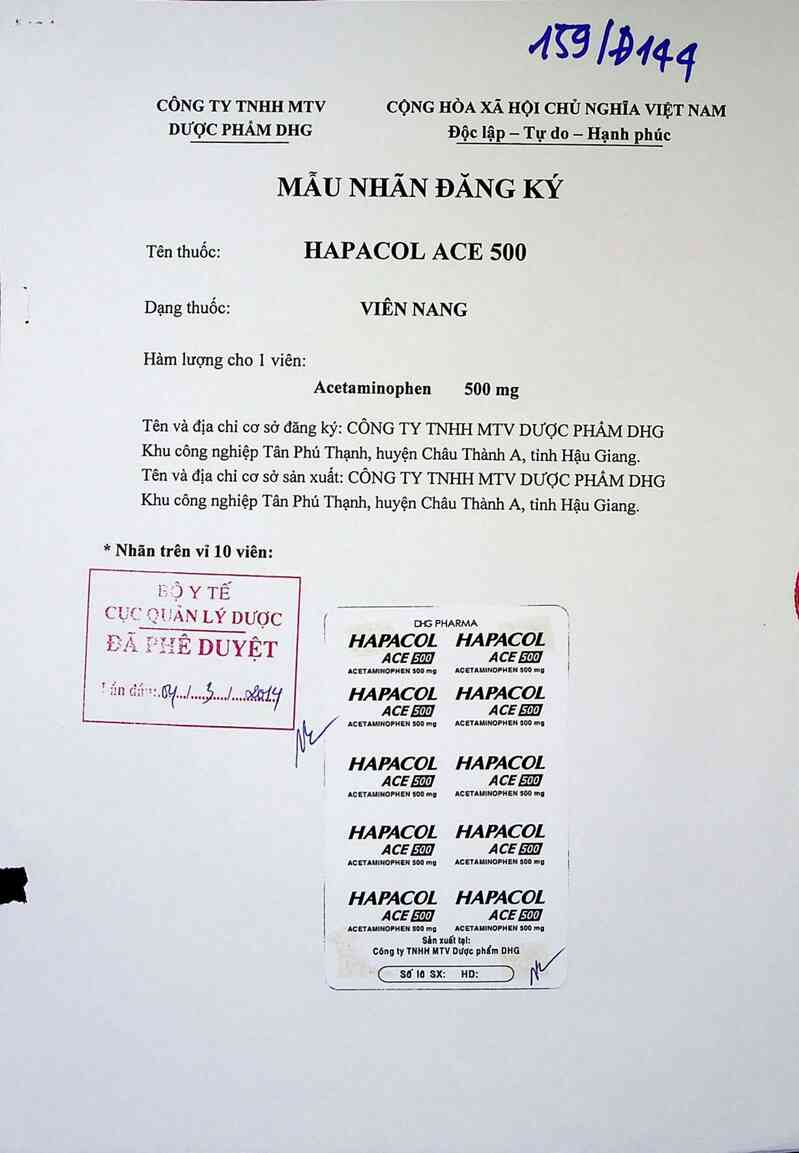 159/Đ144
CÔNG TY TNHH MTV
DƯỢC PHẨM DHG
CỘNG HÒA XÃ HỘI CHỦ NGHĨA VIỆT NAM
Độc lập – Tự do – Hạnh phúc
MẪU NHÃN ĐĂNG KÝ
Tên thuốc: HAPACOL ACE 500
Dạng thuốc: VIÊN NANG
Hàm lượng cho 1 viên:
Acetaminophen 500 mg
Tên và địa chỉ cơ sở đăng ký: CÔNG TY TNHH MTV DƯỢC PHẨM DHG
Khu công nghiệp Tân Phú Thạnh, huyện Châu Thành A, tỉnh Hậu Giang.
Tên và địa chỉ cơ sở sản xuất: CÔNG TY TNHH MTV DƯỢC PHẨM DHG
Khu công nghiệp Tân Phú Thạnh, huyện Châu Thành A, tỉnh Hậu Giang.
* Nhãn trên vỉ 10 viên:
BỘ Y TẾ
CỤC QUẢN LÝ DƯỢC
ĐÃ PHÊ DUYỆT
Lần đầu:.04.../....3..../.....2014
DHG PHARMA
HAPACOL HAPACOL
ACE 500 ACE 500
ACETAMINOPHEN 500 mg ACETAMINOPHEN 500 mg
HAPACOL HAPACOL
ACE 500 ACE 500
ACETAMINOPHEN 500 mg ACETAMINOPHEN 500 mg
HAPACOL HAPACOL
ACE 500 ACE 500
ACETAMINOPHEN 500 mg ACETAMINOPHEN 500 mg
HAPACOL HAPACOL
ACE 500 ACE 500
ACETAMINOPHEN 500 mg ACETAMINOPHEN 500 mg
HAPACOL HAPACOL
ACE 500 ACE 500
ACETAMINOPHEN 500 mg ACETAMINOPHEN 500 mg
Sản xuất tại:
Công ty TNHH MTV Dược phẩm DHG
Số lô SX: HD: